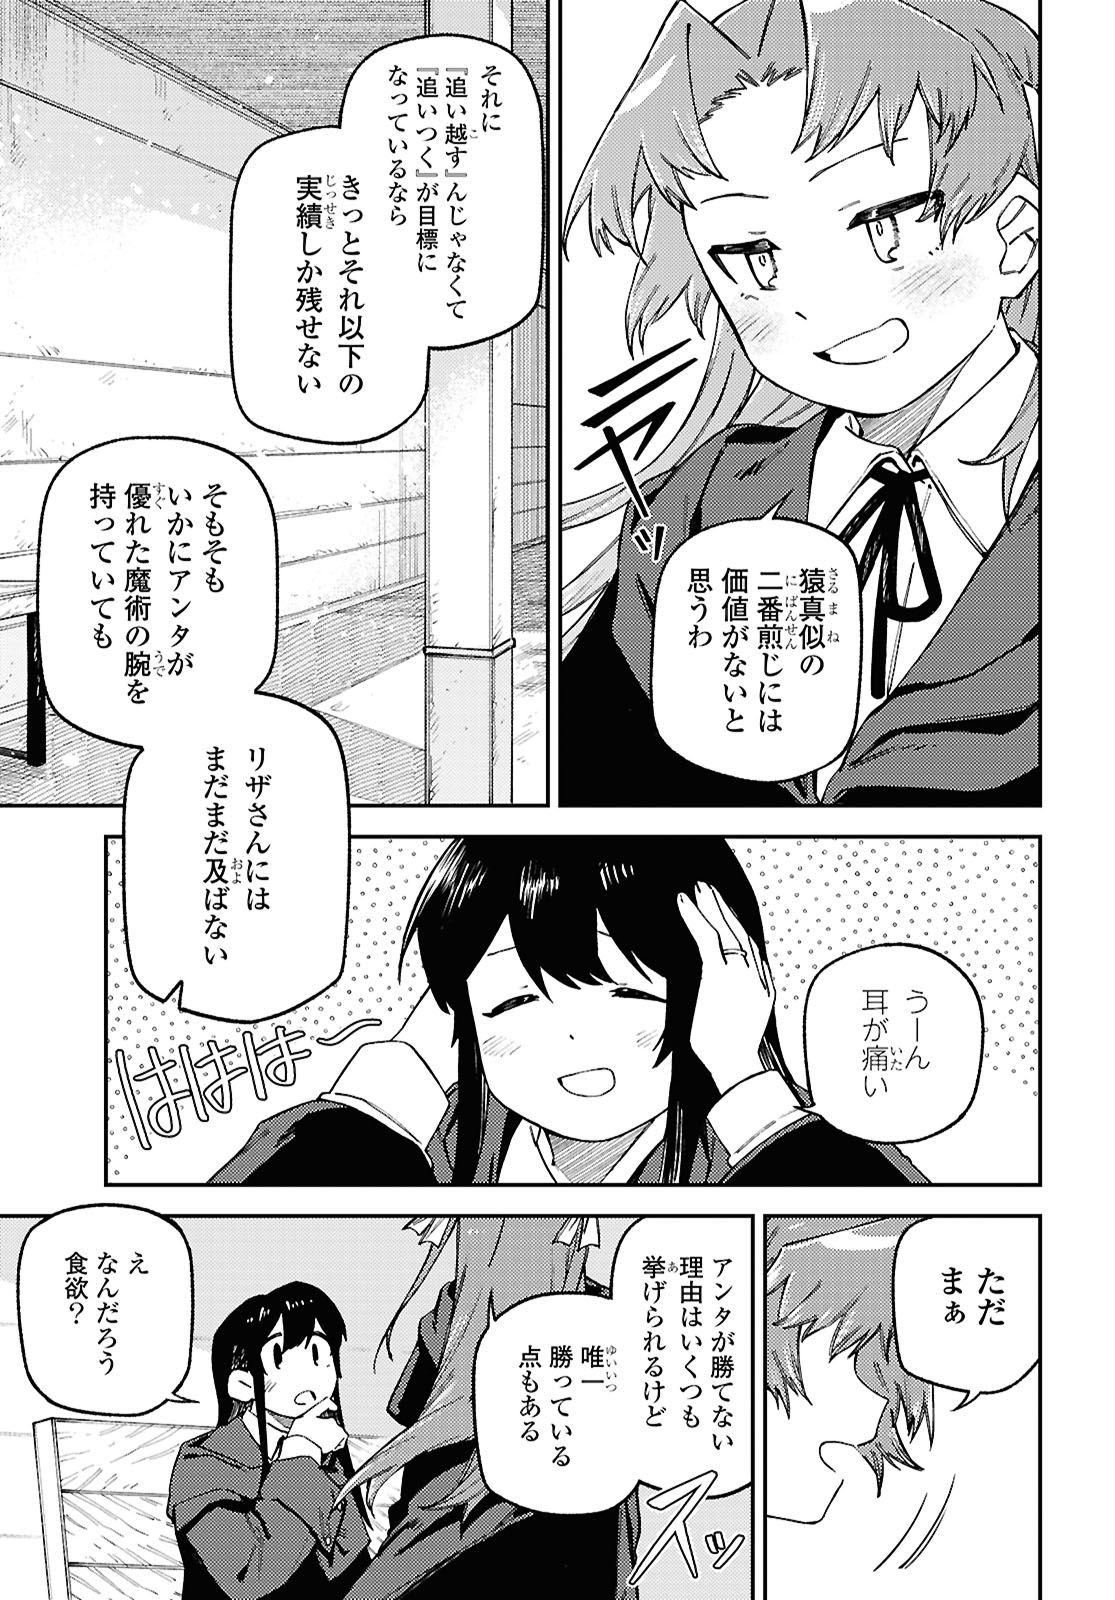 猿真似の
二番煎じには
価値がないと
思うわ
ドヤッ
それに
『追い越す』んじゃなくて
『追いつく』が目標に
なっているなら
きっとそれ以下の
実績しか残せない
そもそも
いかにアンタが
優れた魔術の腕を
持っていても
リザさんには
まだまだ及ばない
うーん
耳が痛い
はははは〜
ただ
まぁ
アンタが勝てない
理由はいくつも
挙げられるけど
唯一
勝っている
点もある
スッ
え
なんだろう
食欲？